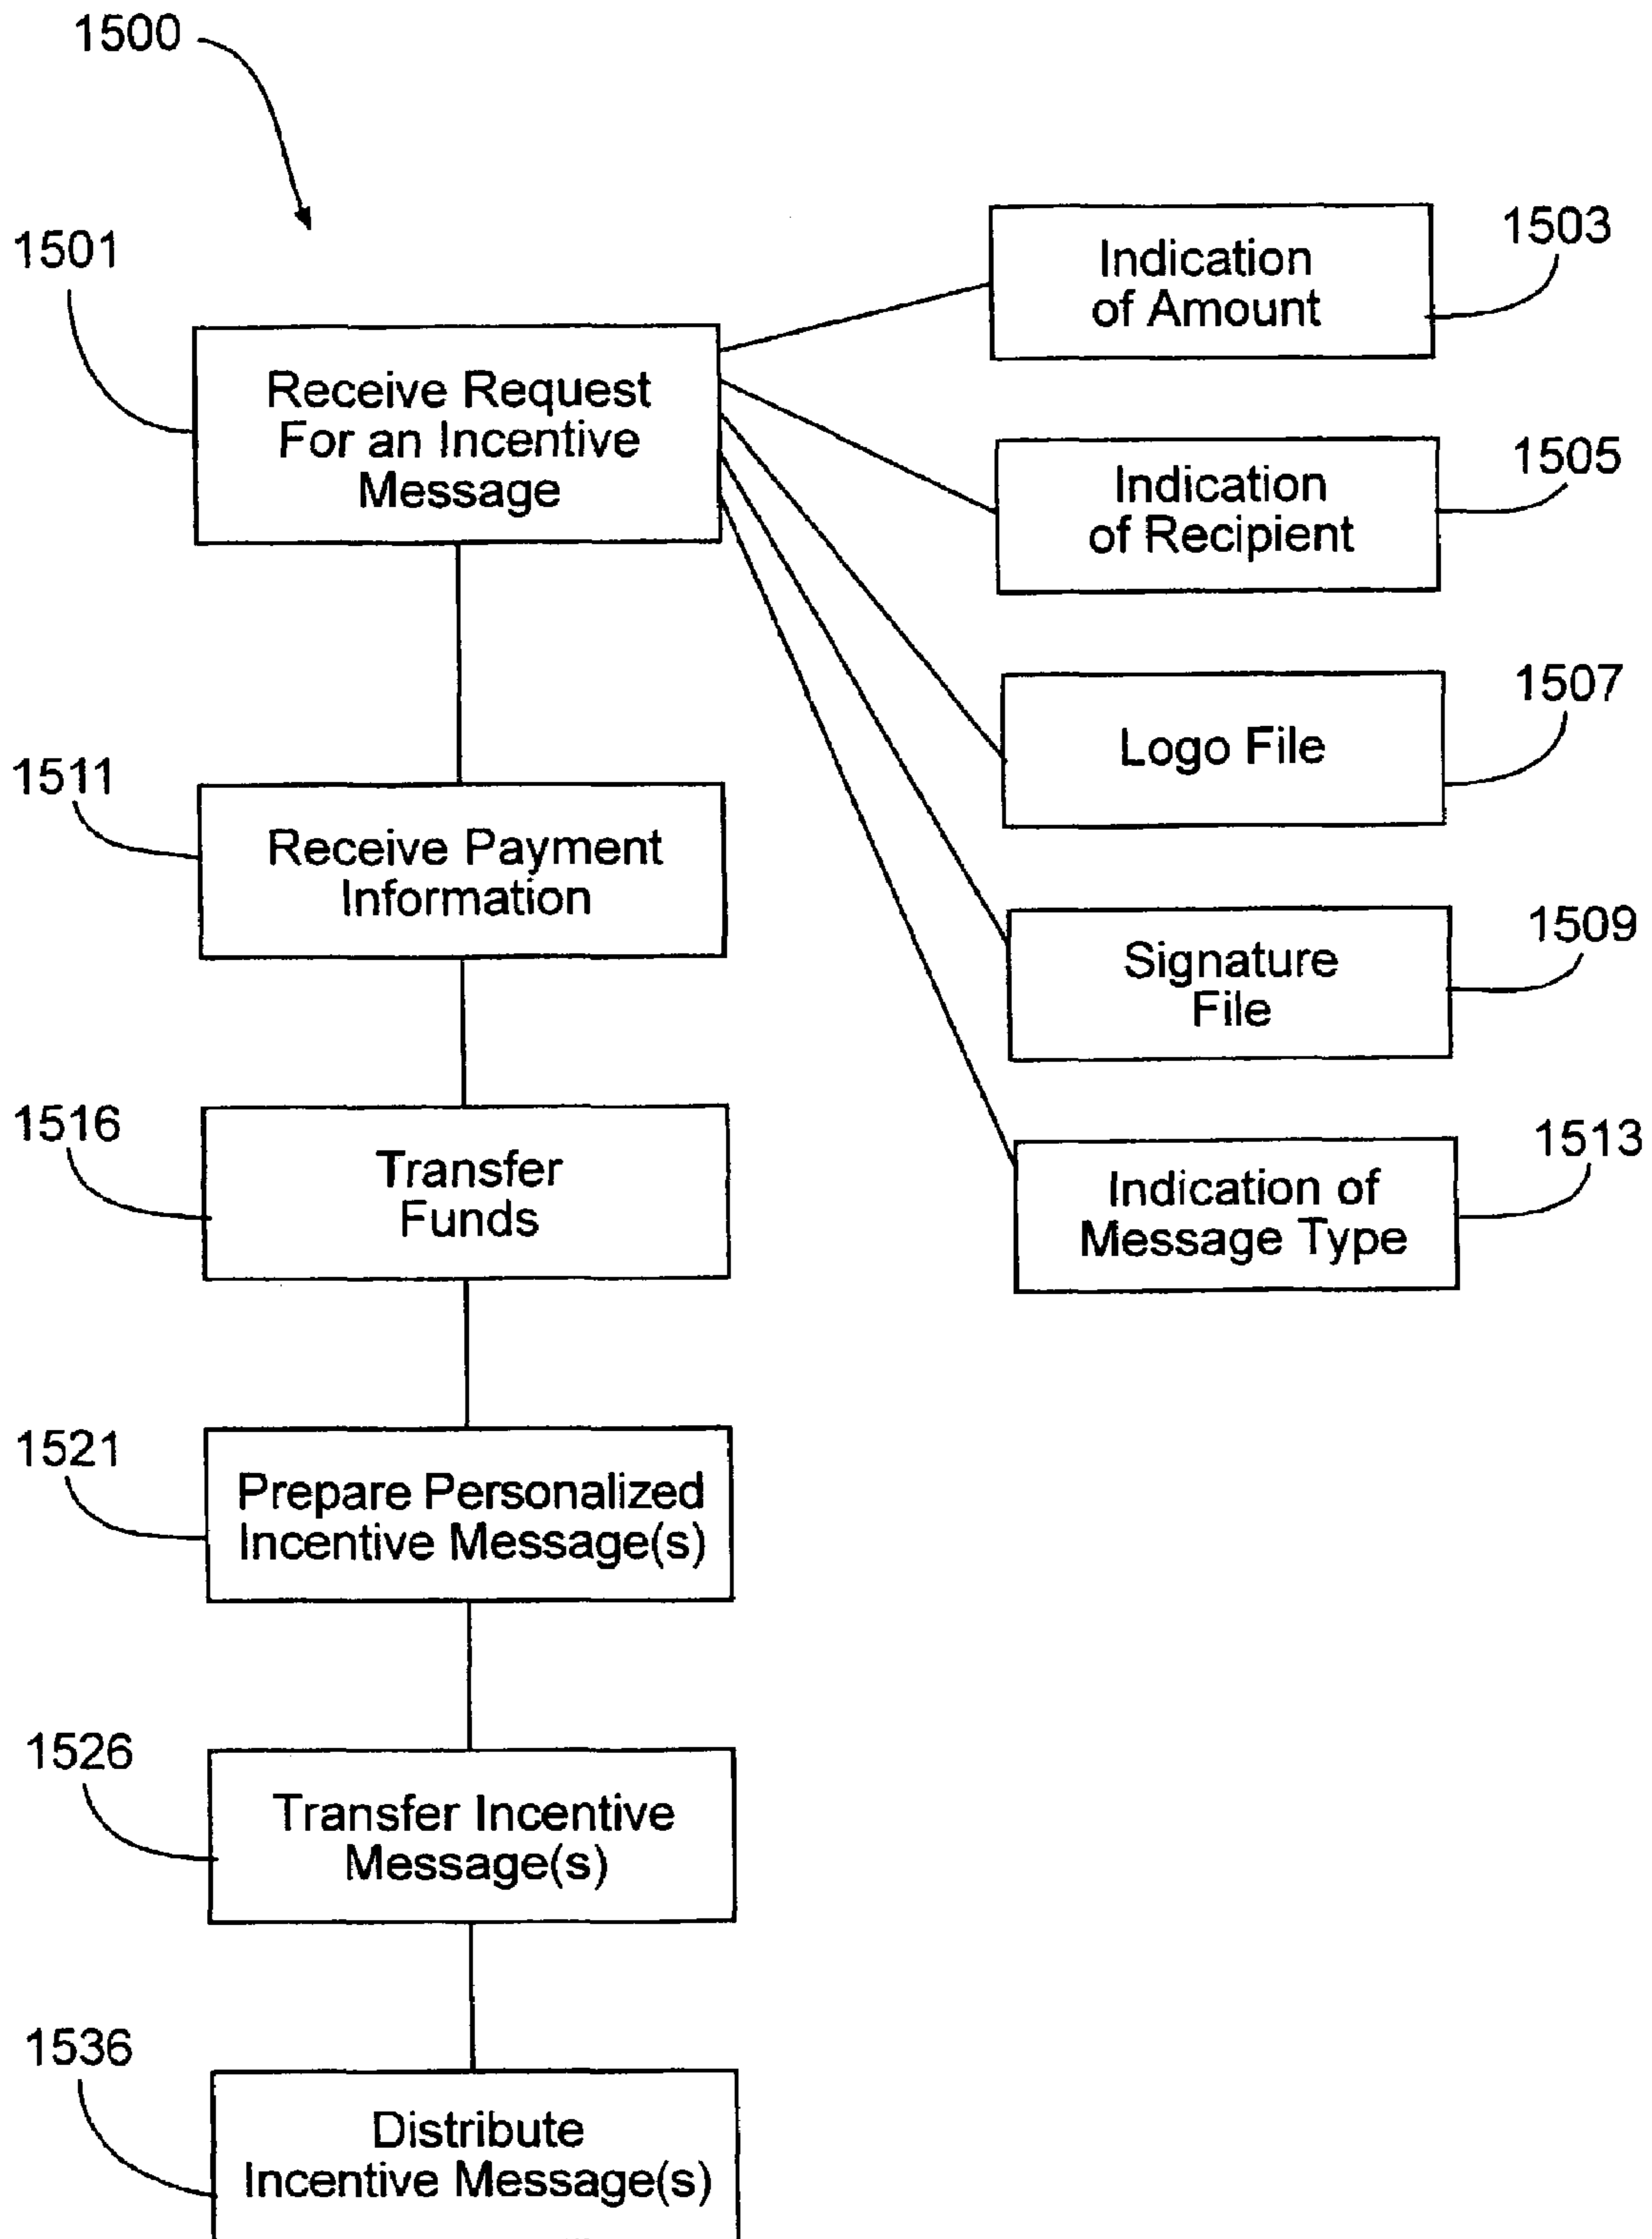 1500
1501
Receive Request
For an Incentive
Message
Indication
of Amount
1503
Indication
of Recipient
1505
Logo File
1507
Signature
File
1509
Indication of
Message Type
1513
1511
Receive Payment
Information
1516
Transfer
Funds
1521
Prepare Personalized
Incentive Message(s)
1526
Transfer Incentive
Message(s)
1536
Distribute
Incentive Message(s)